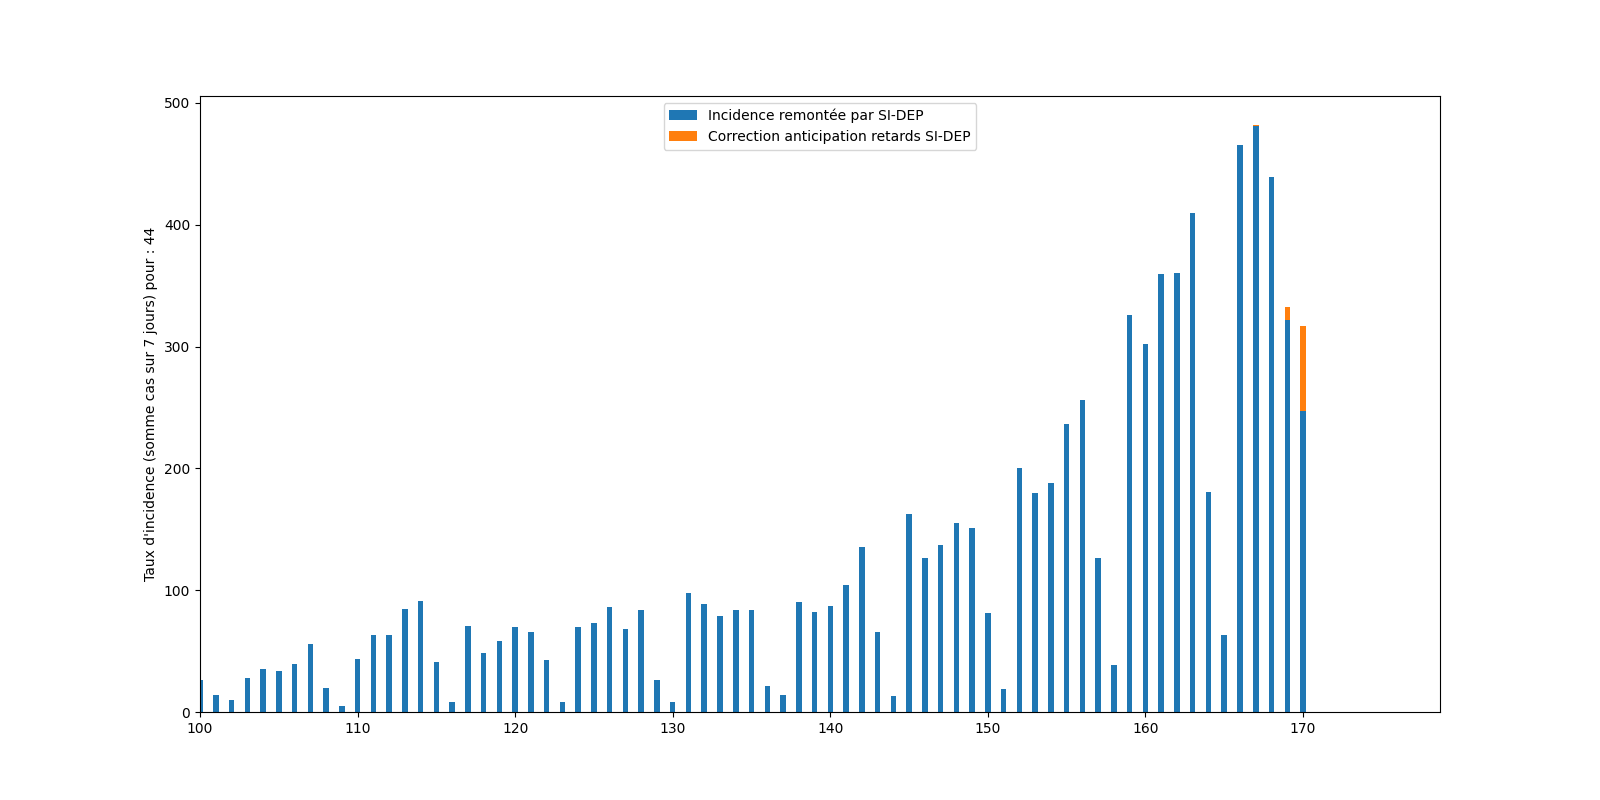 Incidence remontée par SI-DEP
Correction anticipation retards SI-DEP
Taux d'incidence (somme cas sur 7 jours) pour : 44
500
400
300
200
100
0
100 110 120 130 140 150 160 170